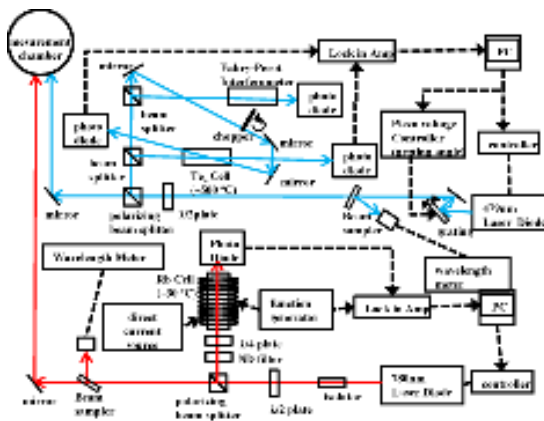 measurement
chamber
mirror
Lock in Amp
PC
Fabry-Perot
Interferometer
photo
diode
beam
splitter
chopper
photo
diode
mirror
photo
diode
Piezo voltage
Controller
controller
beam
splitter
Te₂ Cell
(~500 °C)
mirror
mirror
polarizing
beam splitter
λ/2 plate
Beam
sampler
grating
Laser Diode
Wavelength Meter
Photo
Diode
wavelength
meter
Rb Cell
direct
current
source
function
generator
Lock in Amp
PC
λ/4 plate
ND filter
mirror
Beam
sampler
polarizing
beam splitter
λ/2 plate
Isolator
780nm
Laser Diode
controller